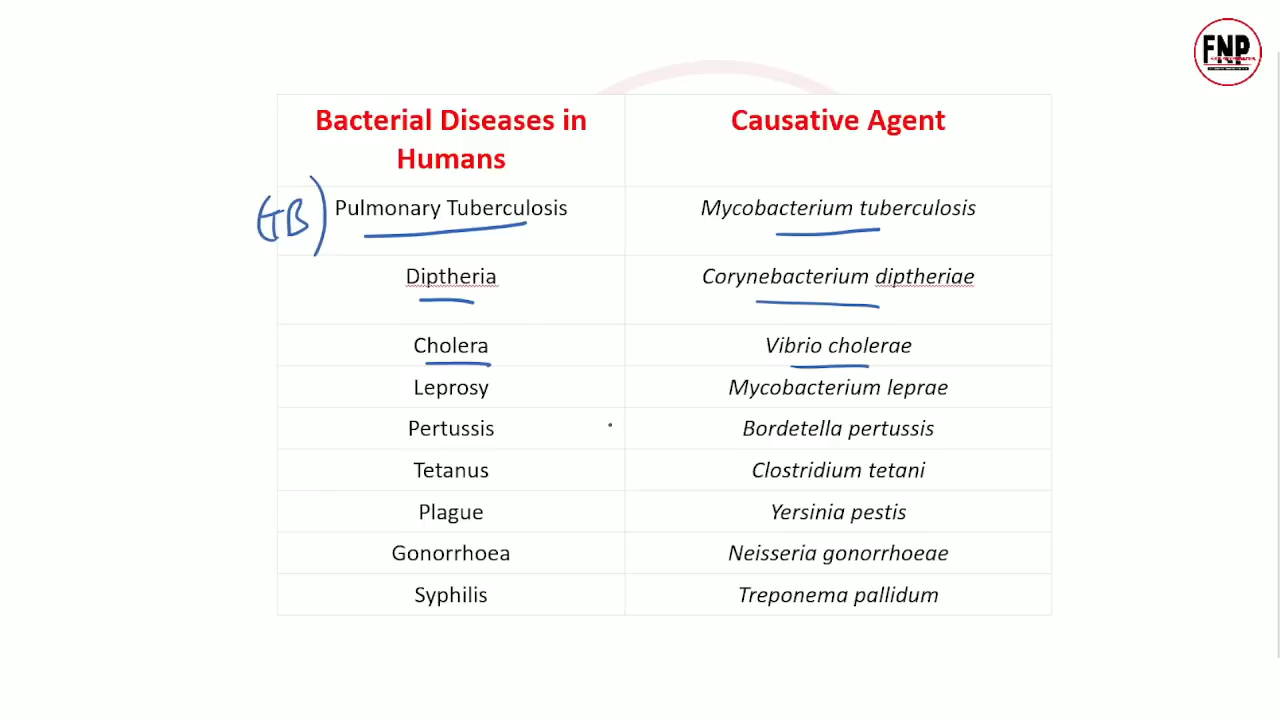 FNP
Bacterial Diseases in
Humans
Causative Agent
(TB)
Pulmonary Tuberculosis
Mycobacterium tuberculosis
Diptheria
Corynebacterium diptheriae
Cholera
Vibrio cholerae
Leprosy
Mycobacterium leprae
Pertussis
Bordetella pertussis
Tetanus
Clostridium tetani
Plague
Yersinia pestis
Gonorrhoea
Neisseria gonorrhoeae
Syphilis
Treponema pallidum